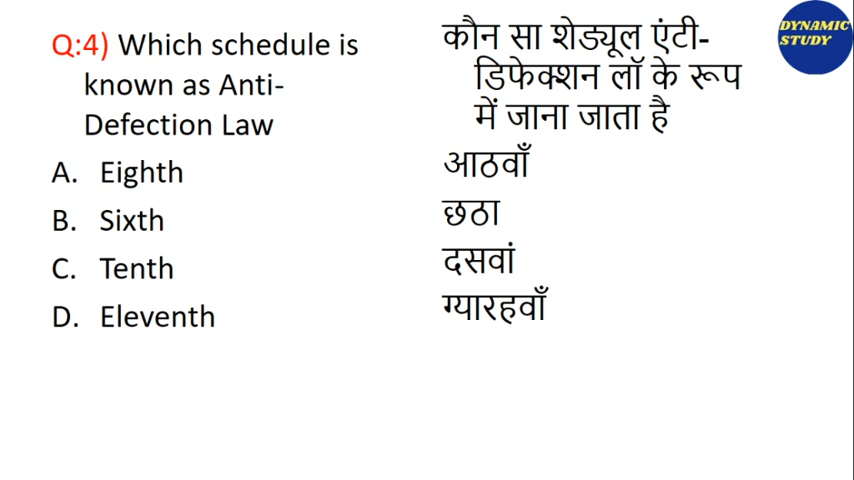 Q:4) Which schedule is
known as Anti-
Defection Law
A. Eighth
B. Sixth
C. Tenth
D. Eleventh
कौन सा शेड्यूल एंटी-
डिफेक्शन लॉ के रूप
में जाना जाता है
आठवाँ
छठा
दसवां
ग्यारहवाँ
DYNAMIC
STUDY